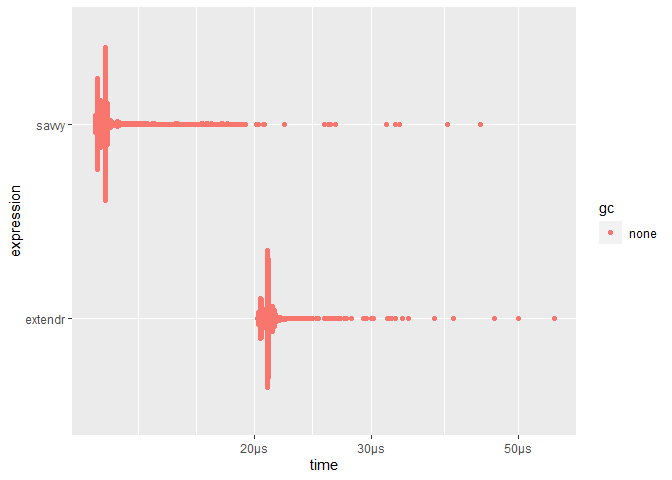 savvy
extendr
expression
20µs
30µs
50µs
time
gc
none